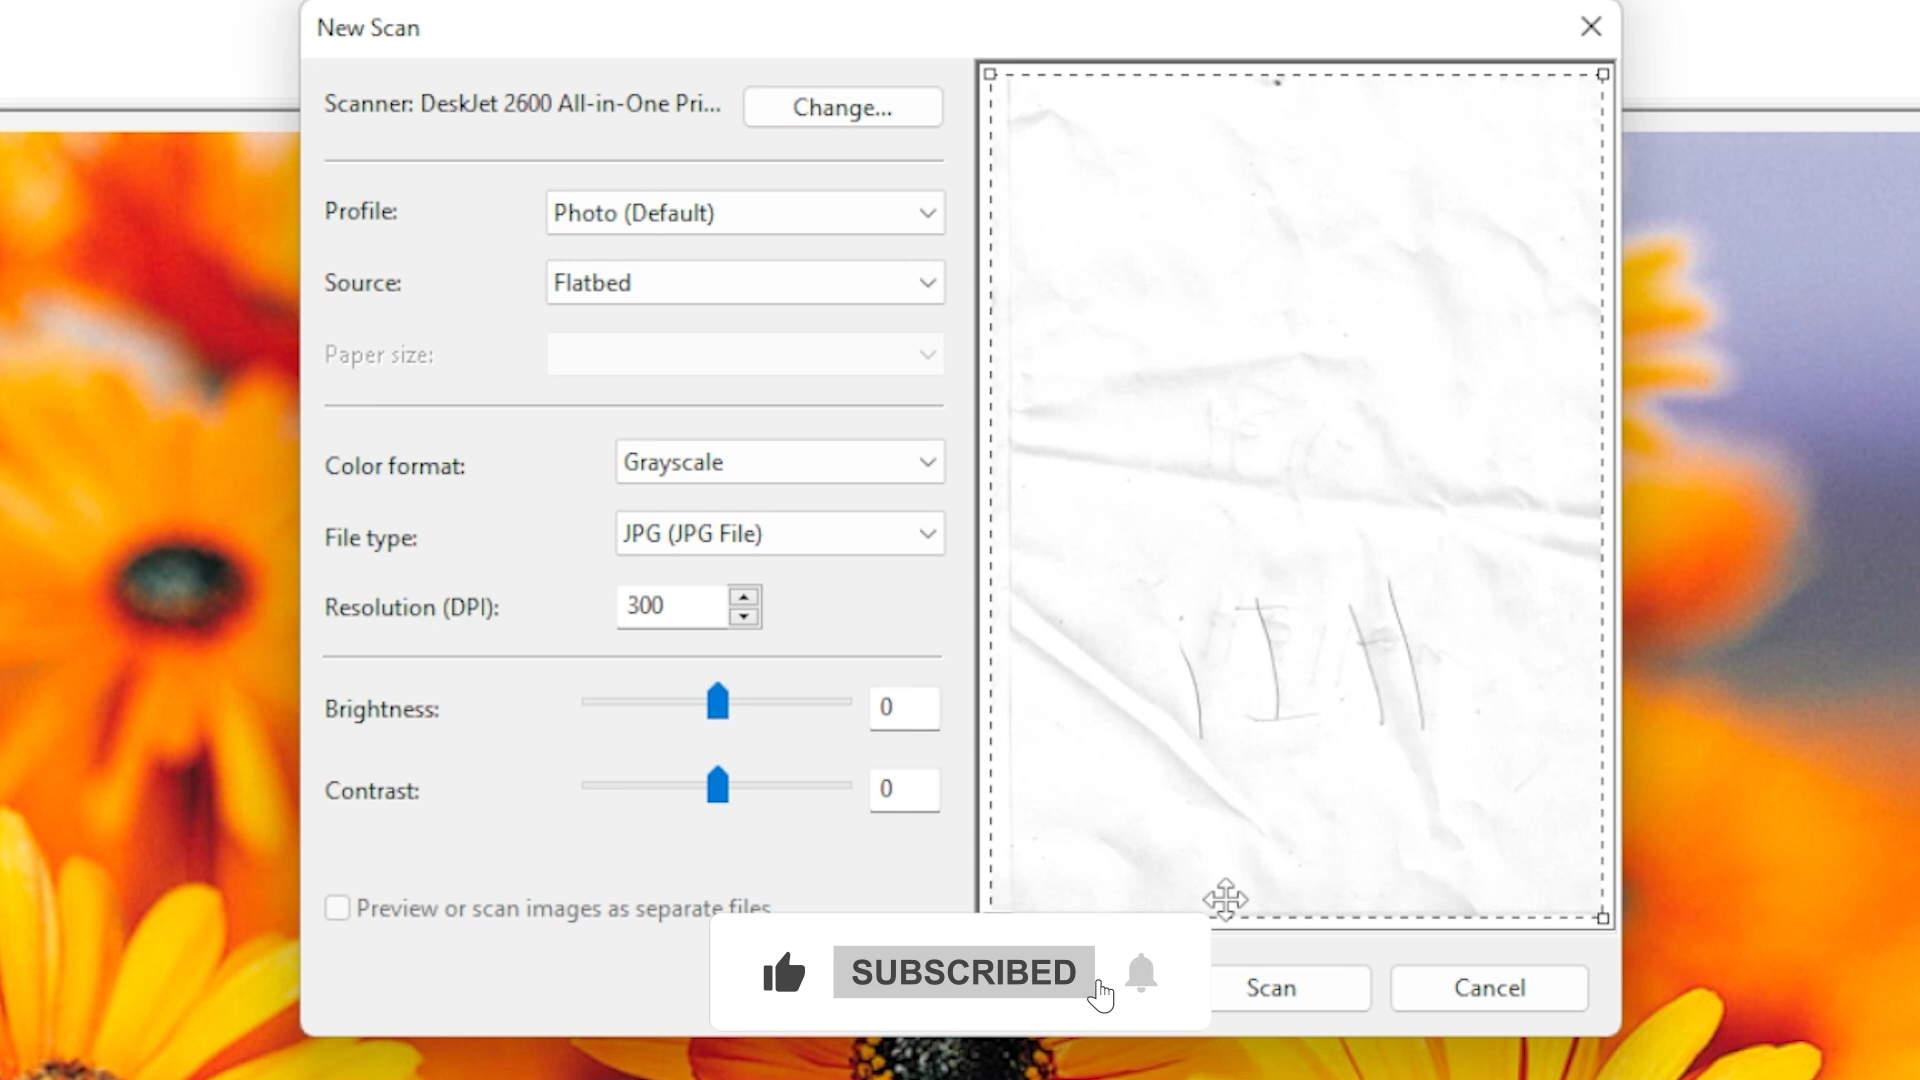 New Scan
Scanner: DeskJet 2600 All-in-One Pri...
Change...
Profile:
Photo (Default)
Source:
Flatbed
Paper size:
Color format:
Grayscale
File type:
JPG (JPG File)
Resolution (DPI):
300
Brightness:
0
Contrast:
0
Preview or scan images as separate files
SUBSCRIBED
Scan
Cancel